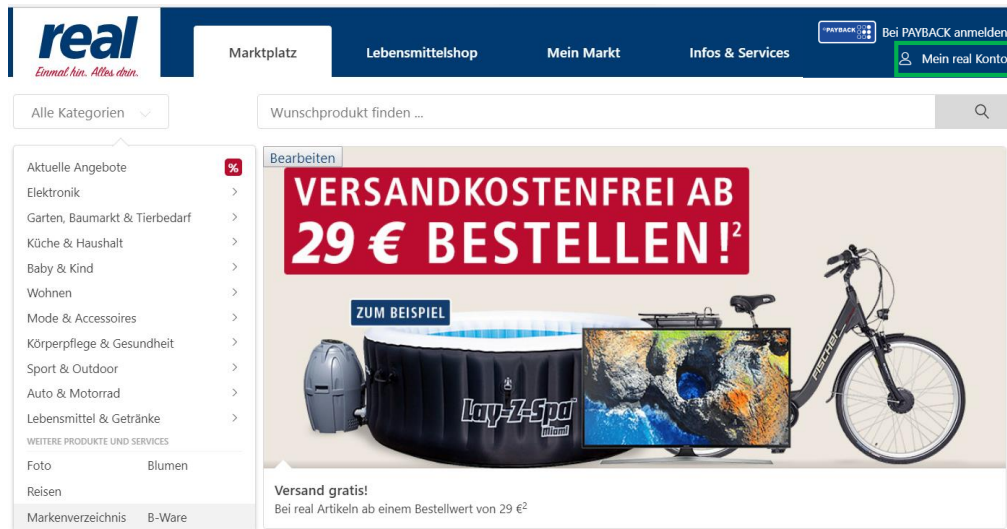 real
Einmal hin. Alles drin.
Marktplatz
Lebensmittelshop
Mein Markt
Infos & Services
°PAYBACK
Bei PAYBACK anmelden
Mein real Konto
Alle Kategorien
Wunschprodukt finden ...
Aktuelle Angebote %
Elektronik
Garten, Baumarkt & Tierbedarf
Küche & Haushalt
Baby & Kind
Wohnen
Mode & Accessoires
Körperpflege & Gesundheit
Sport & Outdoor
Auto & Motorrad
Lebensmittel & Getränke
WEITERE PRODUKTE UND SERVICES
Foto Blumen
Reisen
Markenverzeichnis B-Ware
Bearbeiten
VERSANDKOSTENFREI AB
29 € BESTELLEN!²
ZUM BEISPIEL
Lay-Z-Spa
Miami
FISCHER
Versand gratis!
Bei real Artikeln ab einem Bestellwert von 29 €²